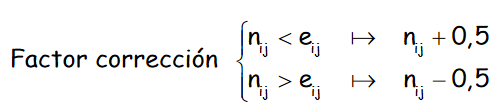 Factor corrección { nᵢⱼ < eᵢⱼ ↦ nᵢⱼ + 0,5
nᵢⱼ > eᵢⱼ ↦ nᵢⱼ − 0,5